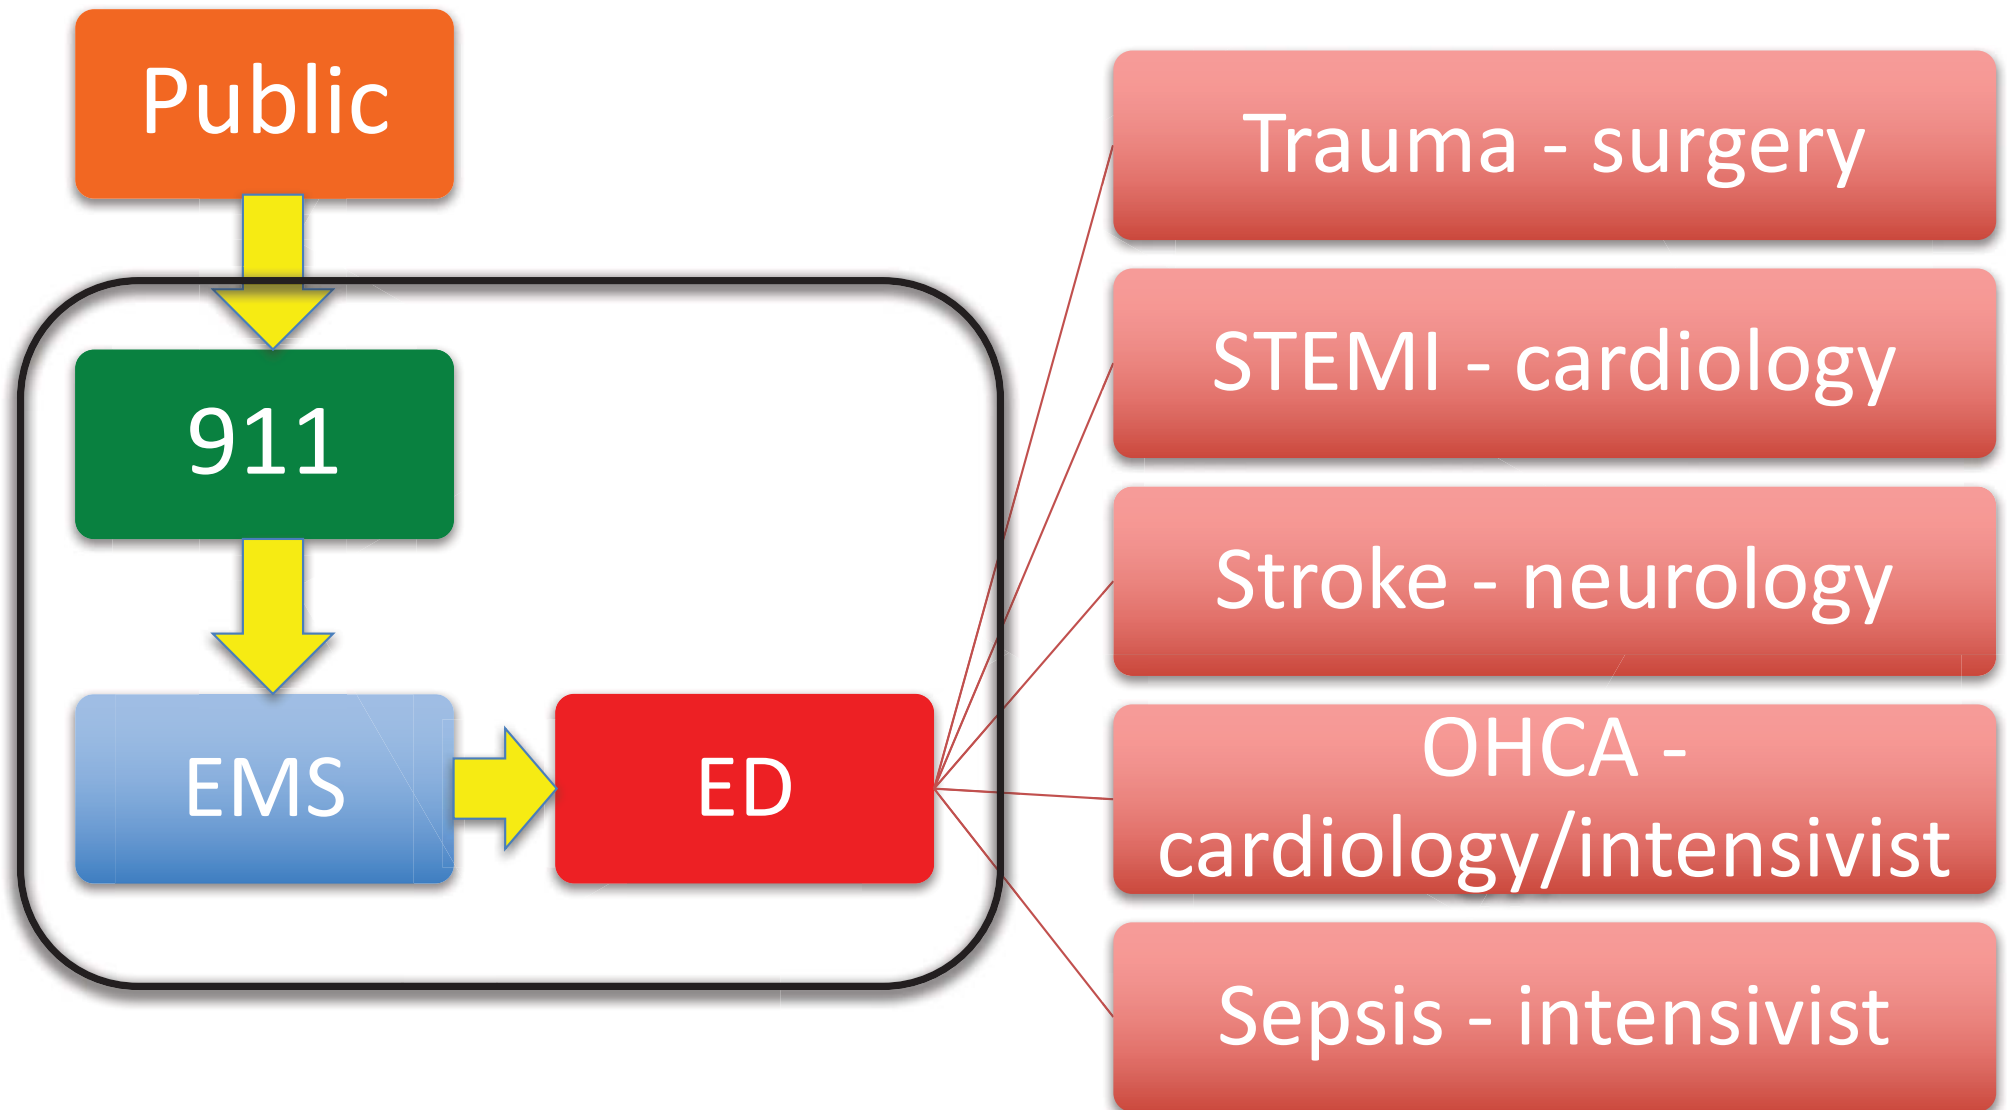 Public
911
EMS
ED
Trauma - surgery
STEMI - cardiology
Stroke - neurology
OHCA -
cardiology/intensivist
Sepsis - intensivist